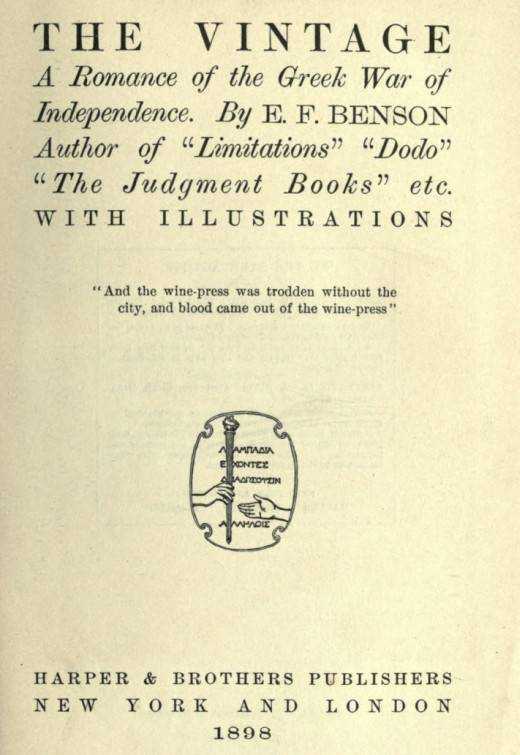 THE VINTAGE
A Romance of the Greek War of
Independence. By E. F. BENSON
Author of “Limitations” “Dodo”
“The Judgment Books” etc.
WITH ILLUSTRATIONS
“And the wine-press was trodden without the
city, and blood came out of the wine-press”
ΛΑΜΠΑΔΙΑ
ΕΧΟΝΤΕΣ
ΔΙΑΔΩΣΟΥΣΙΝ
ΑΛΛΗΛΟΙΣ
HARPER & BROTHERS PUBLISHERS
NEW YORK AND LONDON
1898